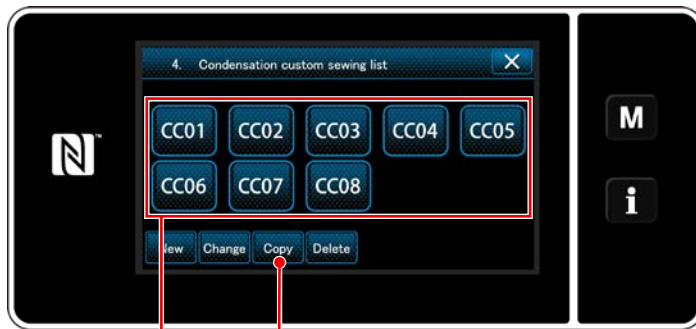 4. Condensation custom sewing list
CC01 CC02 CC03 CC04 CC05
CC06 CC07 CC08
New Change Copy Delete
M
i